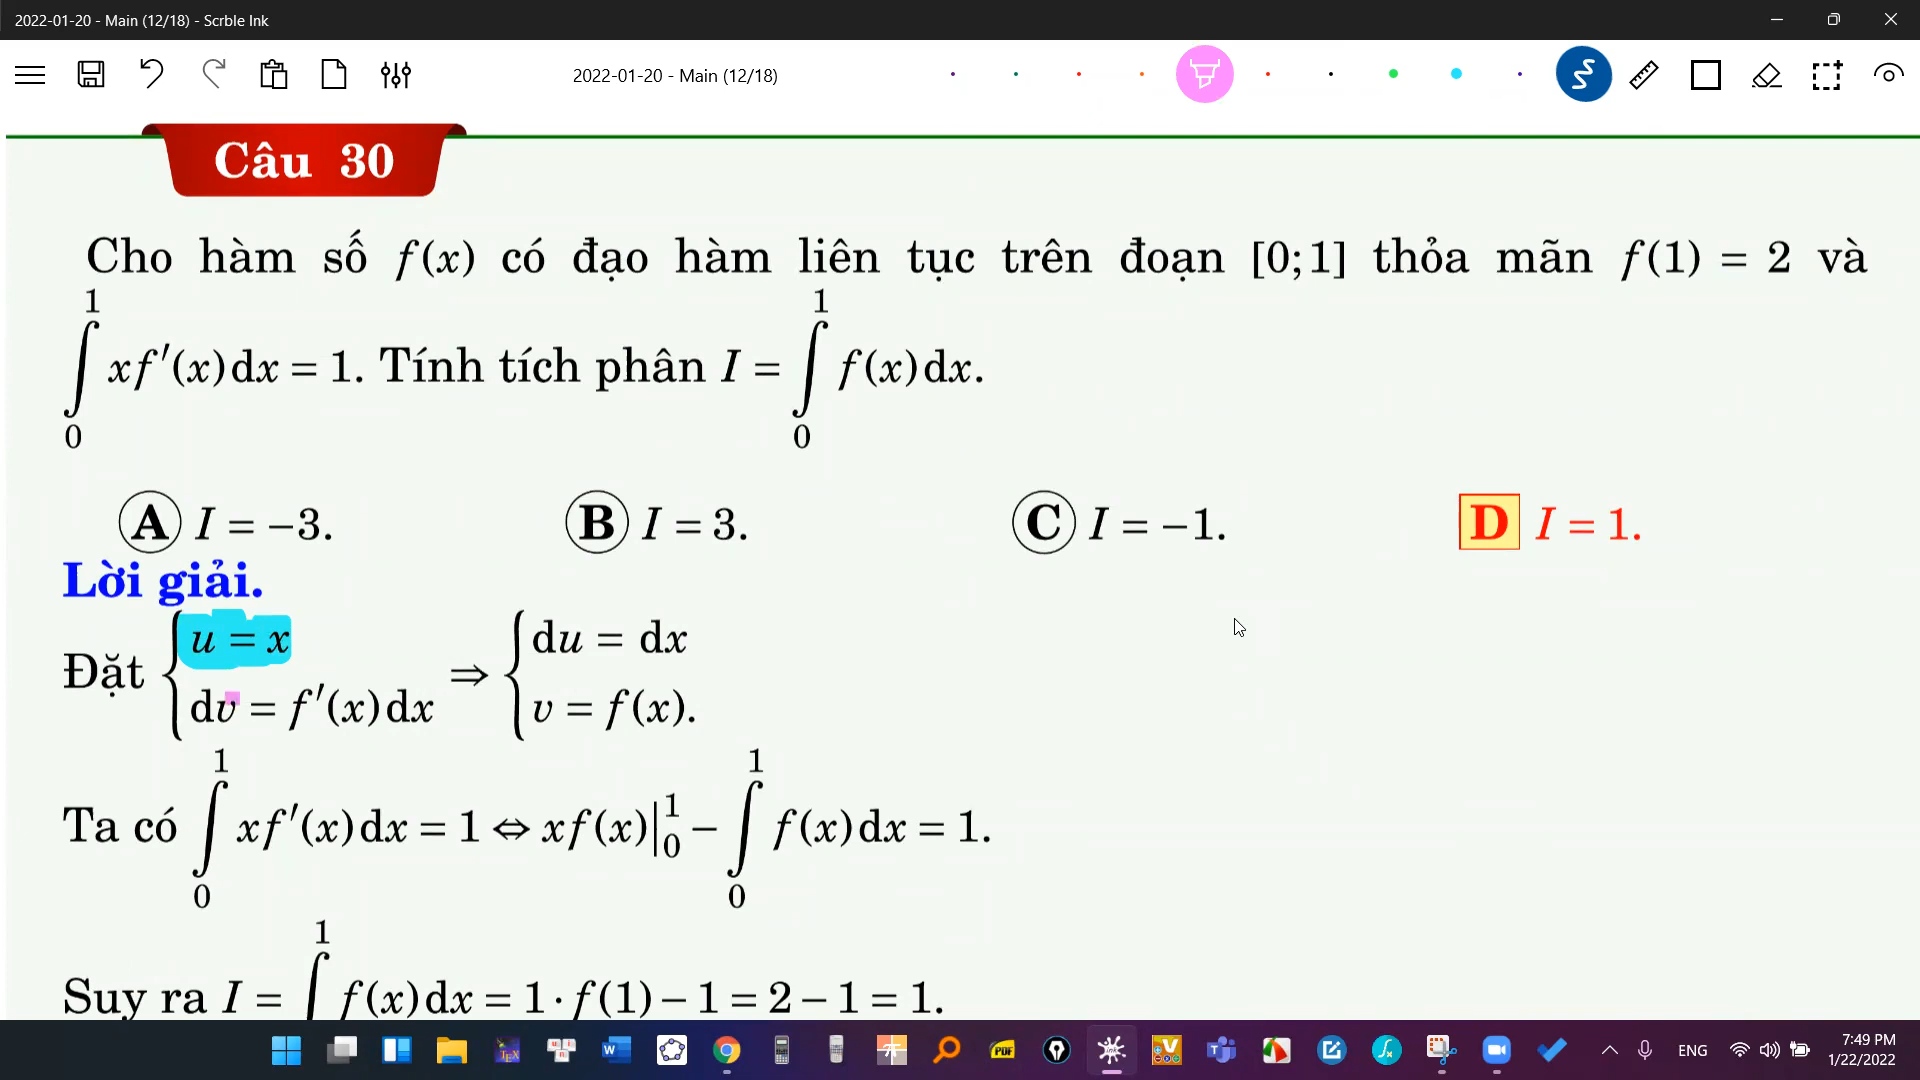 2022-01-20 - Main (12/18) - Scrble Ink
2022-01-20 - Main (12/18)
Câu 30
Cho hàm số f(x) có đạo hàm liên tục trên đoạn [0;1] thỏa mãn f(1) = 2 và
∫₀¹ xf′(x)dx = 1. Tính tích phân I = ∫₀¹ f(x)dx.
A I = −3. B I = 3. C I = −1. D I = 1.
Lời giải.
Đặt { u = x ; dv = f′(x)dx ⇒ { du = dx ; v = f(x).
Ta có ∫₀¹ xf′(x)dx = 1 ⇔ xf(x)|₀¹ − ∫₀¹ f(x)dx = 1.
Suy ra I = ∫¹ f(x)dx = 1·f(1) − 1 = 2 − 1 = 1.
ENG
7:49 PM
1/22/2022